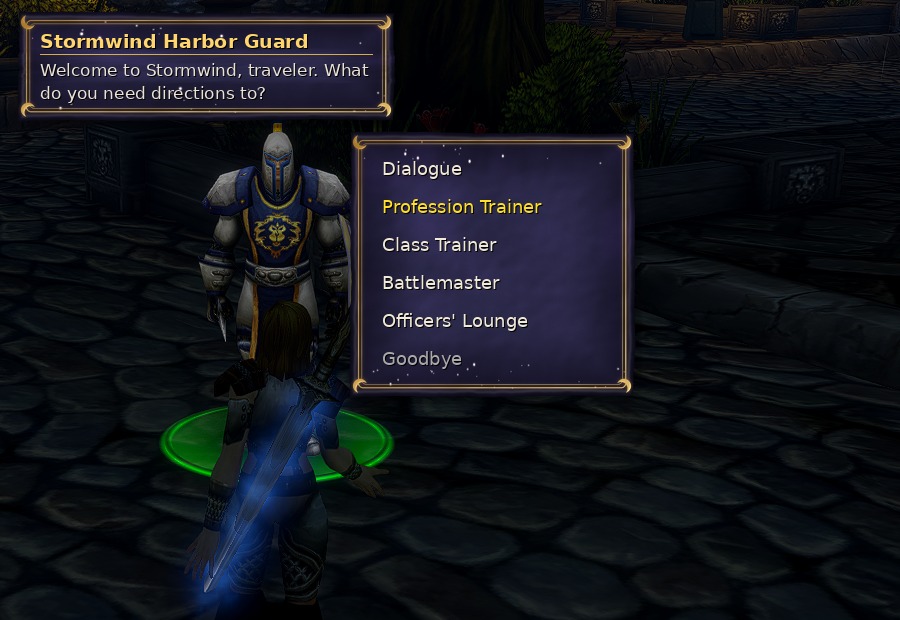 Stormwind Harbor Guard
Welcome to Stormwind, traveler. What
do you need directions to?
Dialogue
Profession Trainer
Class Trainer
Battlemaster
Officers' Lounge
Goodbye